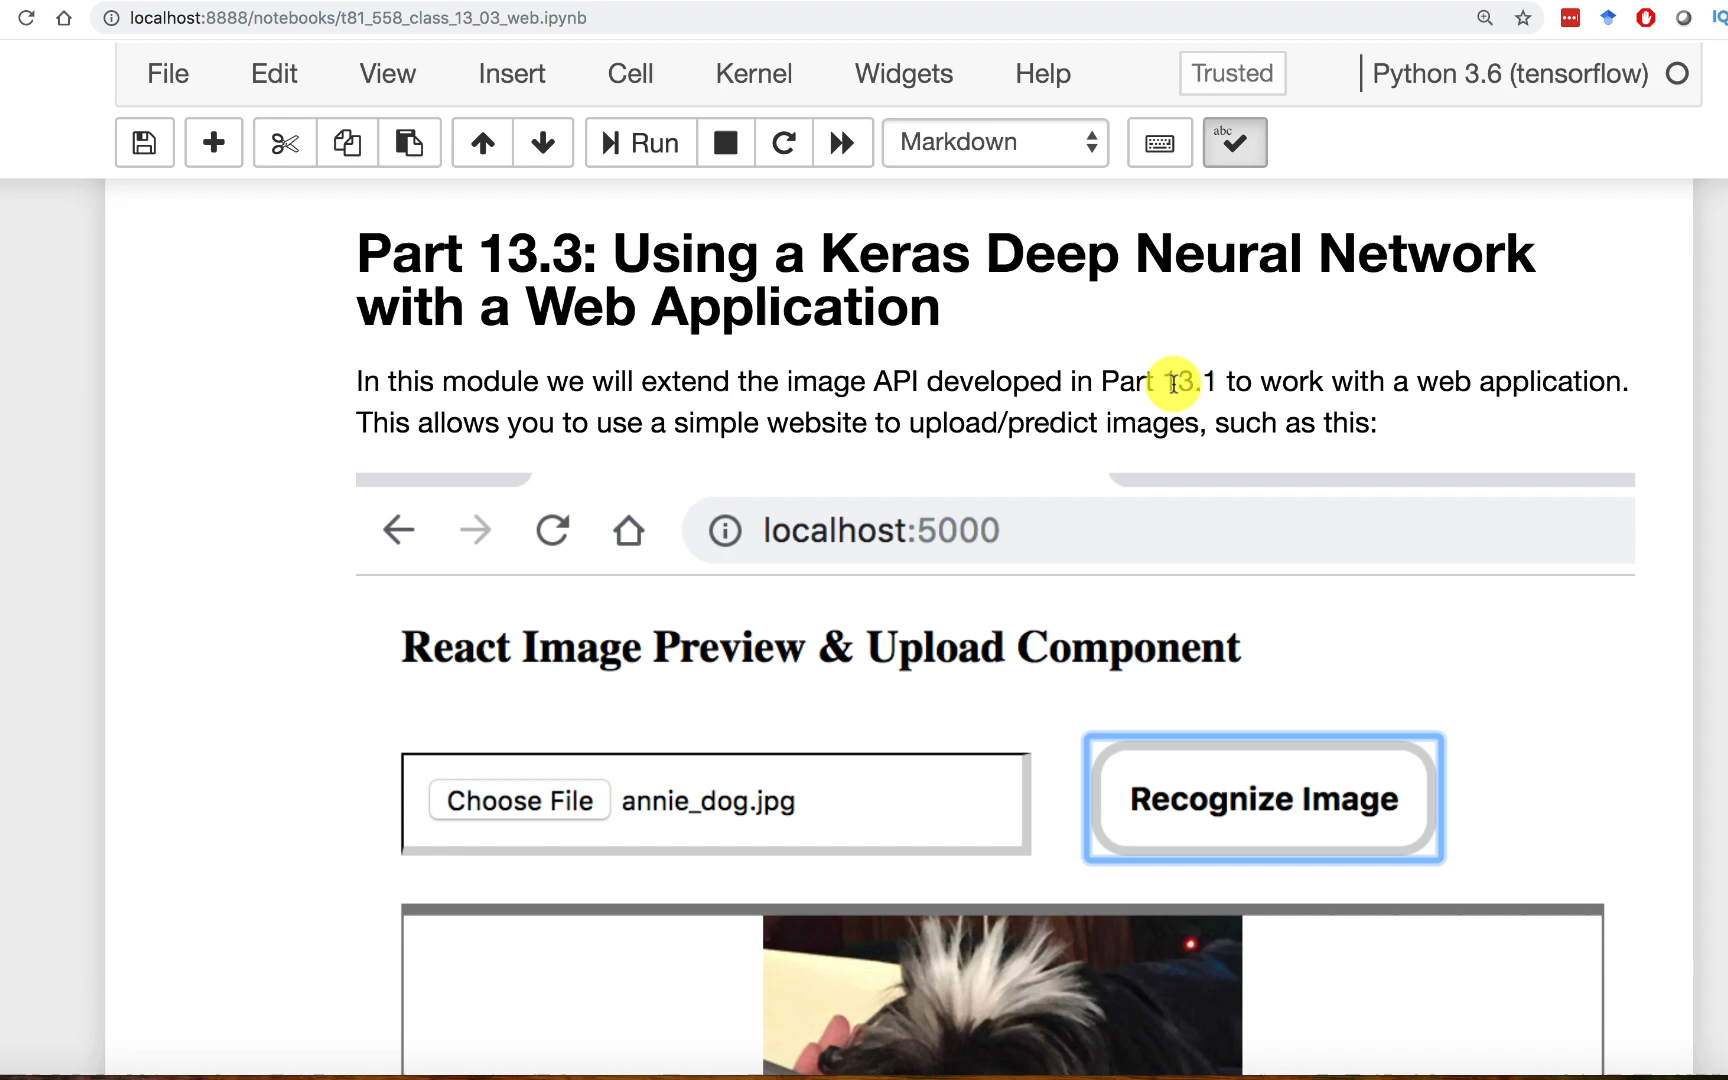 localhost:8888/notebooks/t81_558_class_13_03_web.ipynb
IQ
File Edit View Insert Cell Kernel Widgets Help Trusted Python 3.6 (tensorflow)
Run Markdown abc
Part 13.3: Using a Keras Deep Neural Network
with a Web Application
In this module we will extend the image API developed in Part 13.1 to work with a web application.
This allows you to use a simple website to upload/predict images, such as this:
localhost:5000
React Image Preview & Upload Component
Choose File annie_dog.jpg Recognize Image